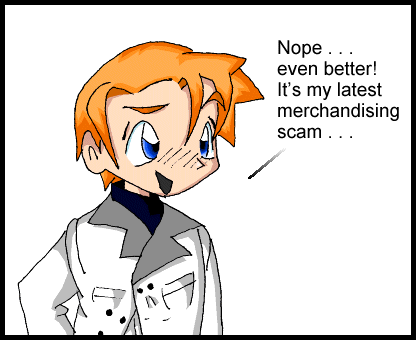 Nope . . .
even better!
It's my latest
merchandising
scam . . .